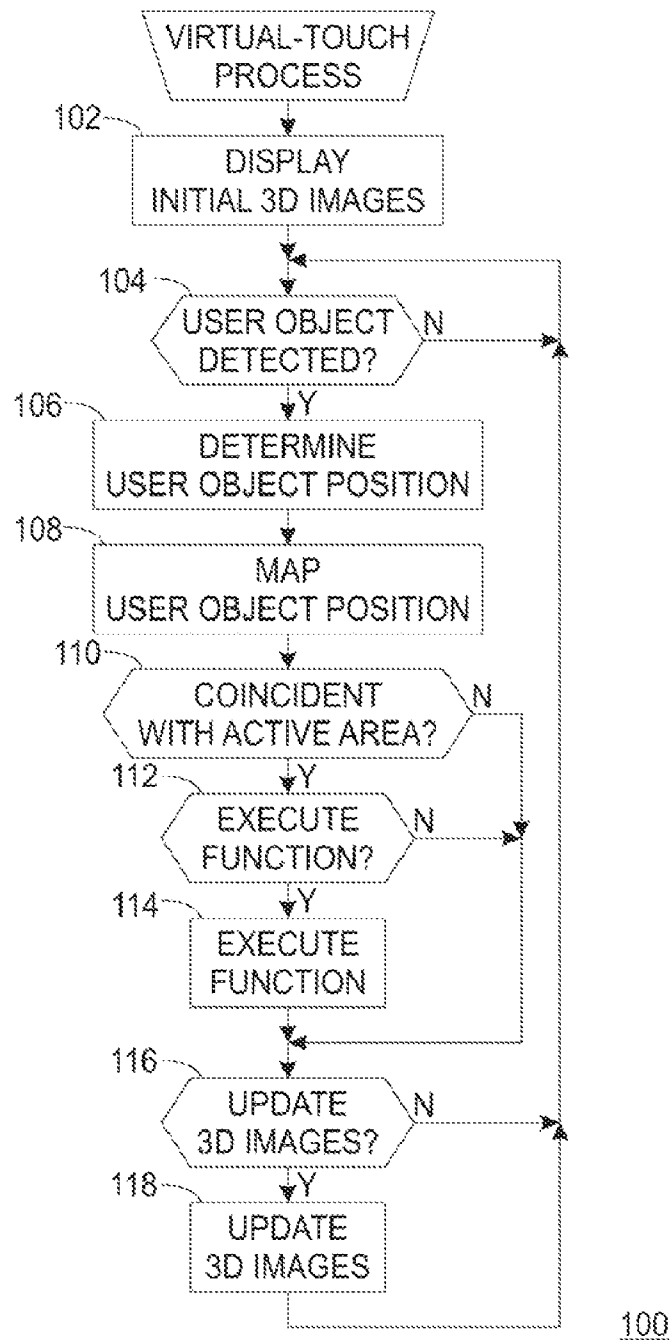 VIRTUAL-TOUCH
PROCESS
102
DISPLAY
INITIAL 3D IMAGES
104
USER OBJECT
DETECTED?
N
Y
106
DETERMINE
USER OBJECT POSITION
108
MAP
USER OBJECT POSITION
110
COINCIDENT
WITH ACTIVE AREA?
N
Y
112
EXECUTE
FUNCTION?
N
Y
114
EXECUTE
FUNCTION
116
UPDATE
3D IMAGES?
N
Y
118
UPDATE
3D IMAGES
100